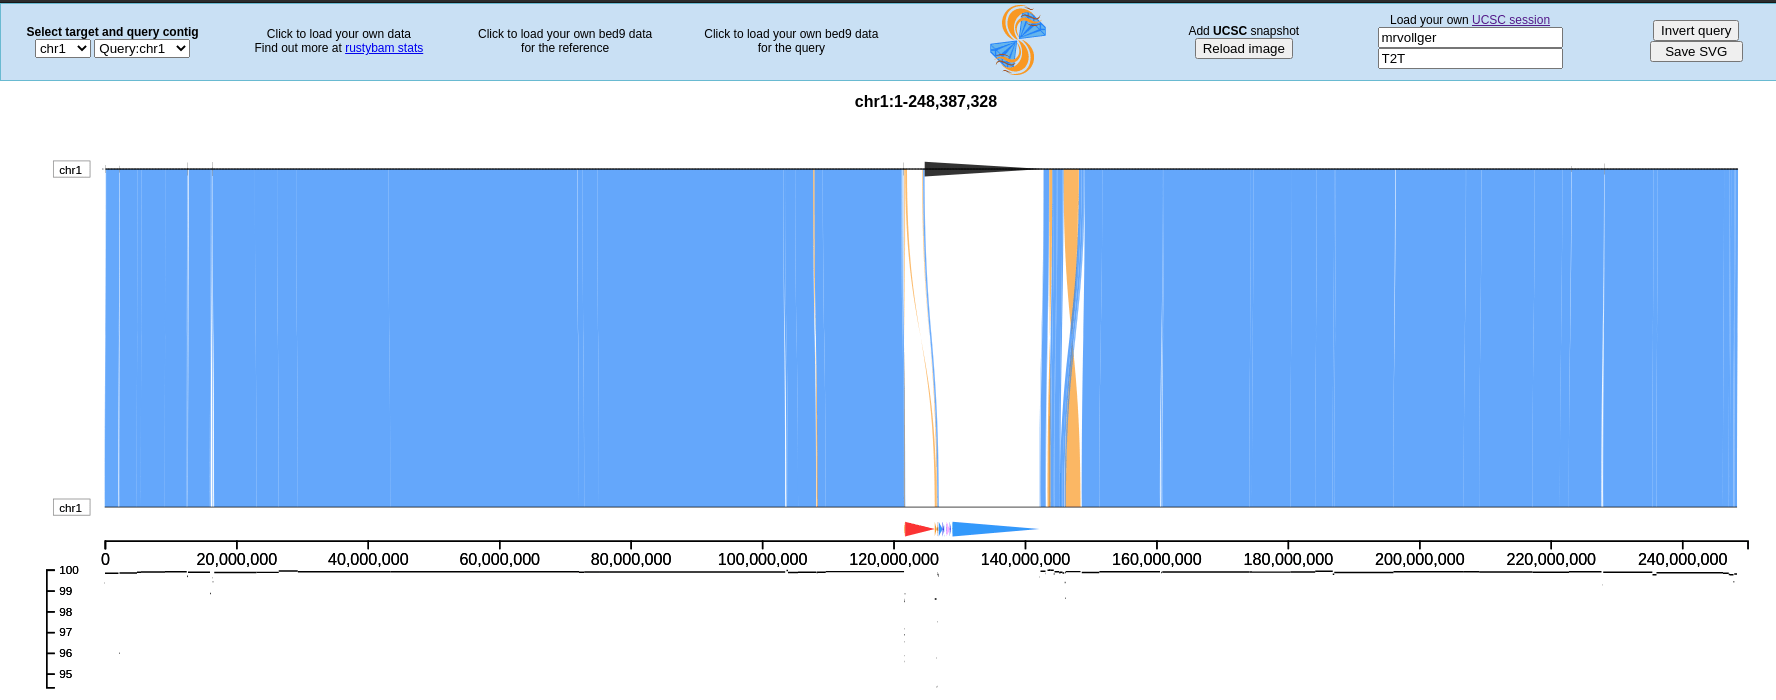 Select target and query contig
chr1 Query:chr1
Click to load your own data
Find out more at rustybam stats
Click to load your own bed9 data
for the reference
Click to load your own bed9 data
for the query
Add UCSC snapshot
Reload image
Load your own UCSC session
mrvollger
T2T
Invert query
Save SVG
chr1:1-248,387,328
chr1
chr1
0 20,000,000 40,000,000 60,000,000 80,000,000 100,000,000 120,000,000 140,000,000 160,000,000 180,000,000 200,000,000 220,000,000 240,000,000
100
99
98
97
96
95